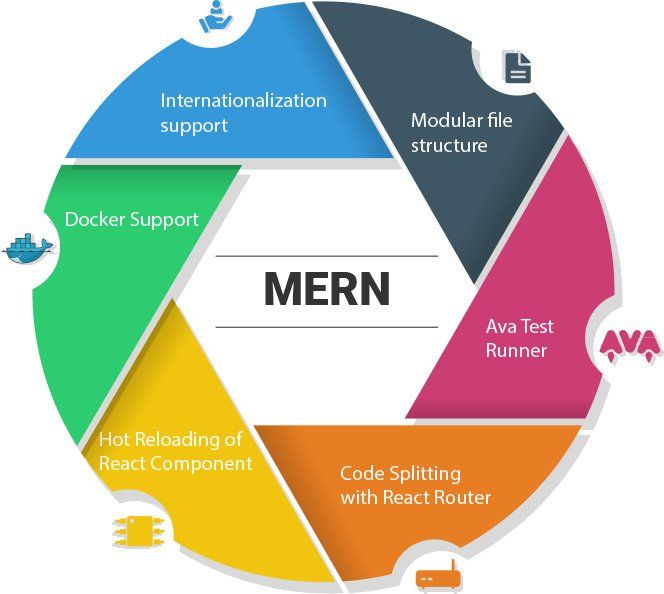 Internationalization
support
Modular file
structure
Docker Support
MERN
Ava Test
Runner
AVA
Hot Reloading of
React Component
Code Splitting
with React Router